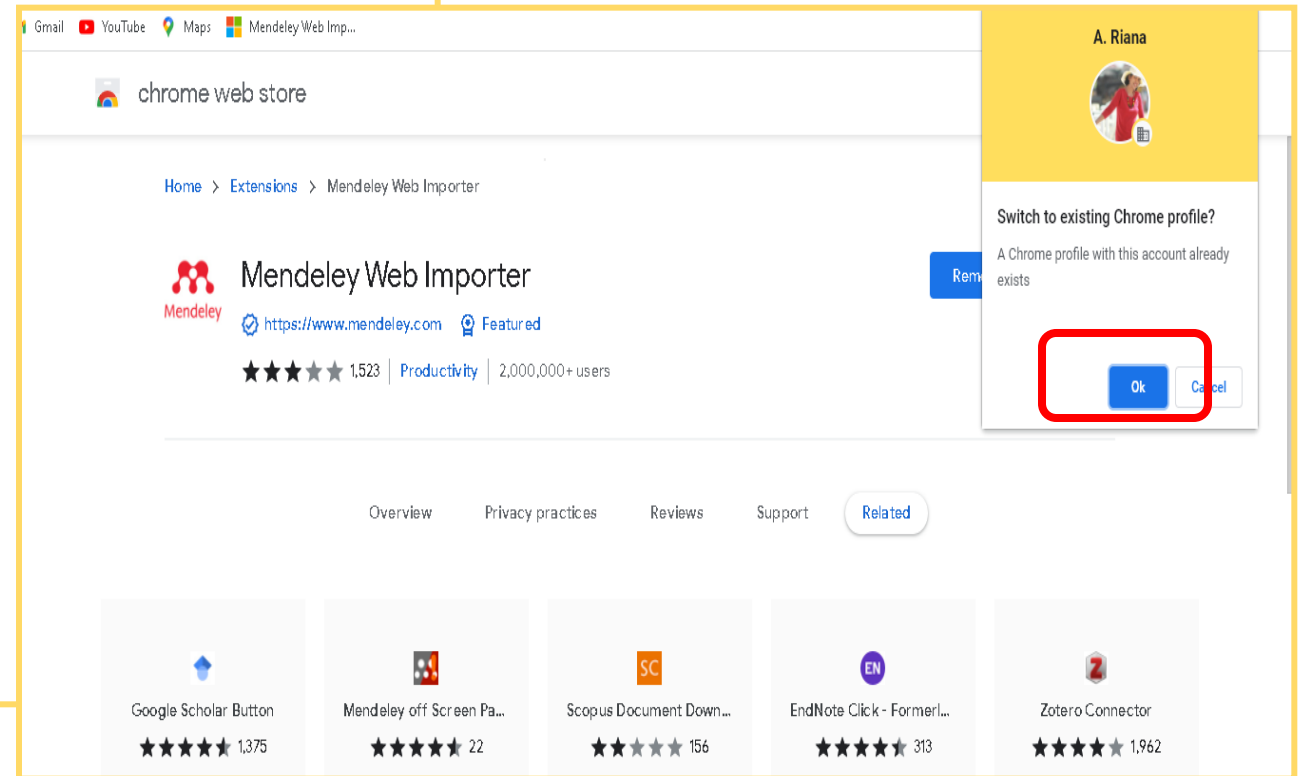 Gmail YouTube Maps Mendeley Web Imp...
A. Riana
chrome web store
Home > Extensions > Mendeley Web Importer
Switch to existing Chrome profile?
A Chrome profile with this account already
exists
Mendeley
Mendeley Web Importer
https://www.mendeley.com Featured
1,523 Productivity 2,000,000+ users
Ok Cancel
Overview Privacy practices Reviews Support Related
SC EN Z
Google Scholar Button Mendeley off Screen Pa... Scopus Document Down... EndNote Click - Formerl... Zotero Connector
1,375 22 156 313 1,962